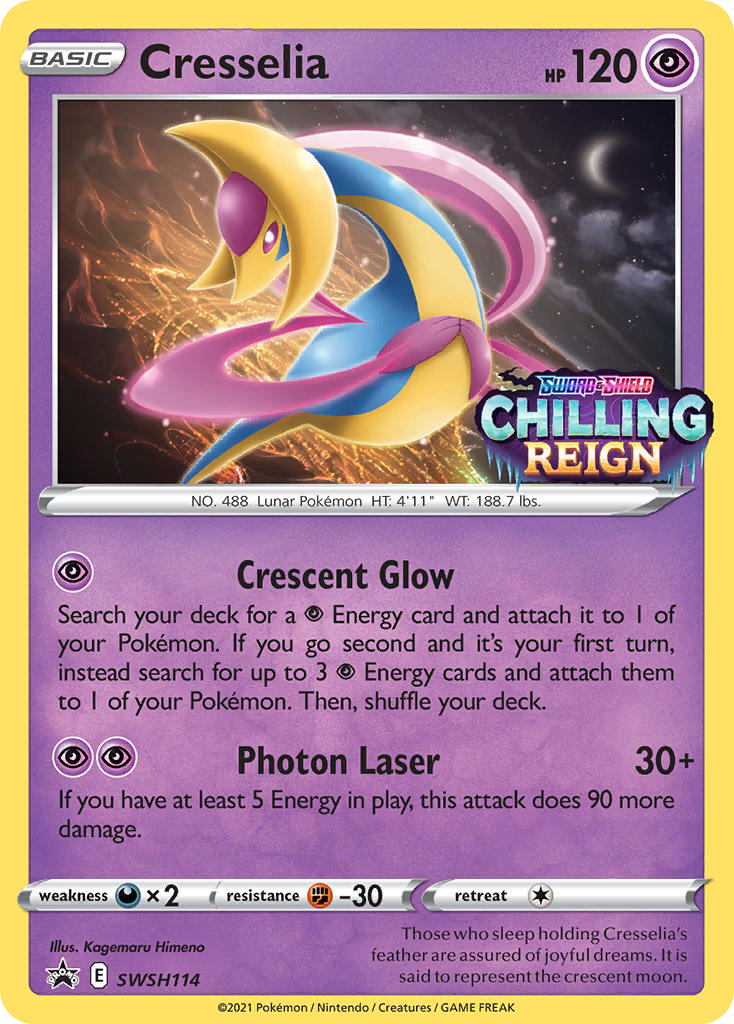 BASIC Cresselia HP 120
SWORD & SHIELD
CHILLING
REIGN
NO. 488 Lunar Pokémon HT: 4'11" WT: 188.7 lbs.
Crescent Glow
Search your deck for a Energy card and attach it to 1 of
your Pokémon. If you go second and it's your first turn,
instead search for up to 3 Energy cards and attach them
to 1 of your Pokémon. Then, shuffle your deck.
Photon Laser 30+
If you have at least 5 Energy in play, this attack does 90 more
damage.
weakness ×2 resistance -30 retreat
Illus. Kagemaru Himeno
PROMO E SWSH114
Those who sleep holding Cresselia's
feather are assured of joyful dreams. It is
said to represent the crescent moon.
©2021 Pokémon / Nintendo / Creatures / GAME FREAK